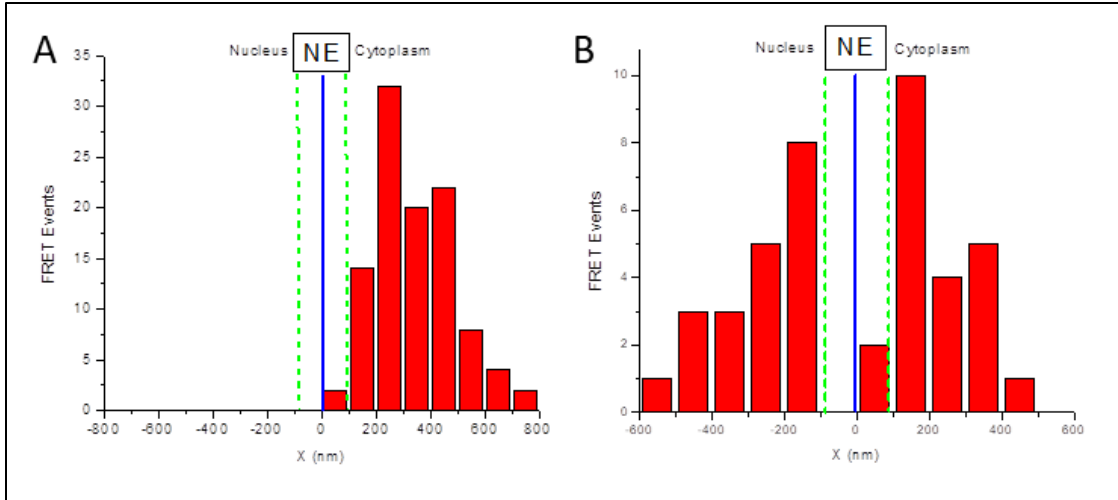 A
Nucleus NE Cytoplasm
35
30
25
20
15
10
5
0
FRET Events
-800 -600 -400 -200 0 200 400 600 800
X (nm)
B
Nucleus NE Cytoplasm
10
8
6
4
2
0
FRET Events
-600 -400 -200 0 200 400 600
X (nm)